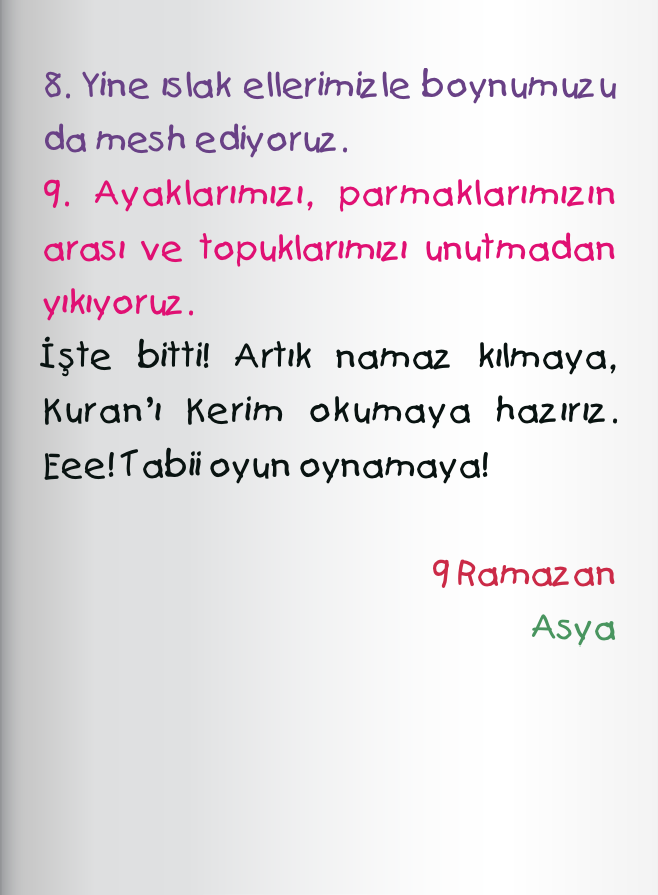 8. Yine ıslak ellerimizle boynumuzu
da mesh ediyoruz.
9. Ayaklarımızı, parmaklarımızın
arası ve topuklarımızı unutmadan
yıkıyoruz.
İşte bitti! Artık namaz kılmaya,
Kuran’ı Kerim okumaya hazırız.
Eee! Tabii oyun oynamaya!
9 Ramazan
Asya